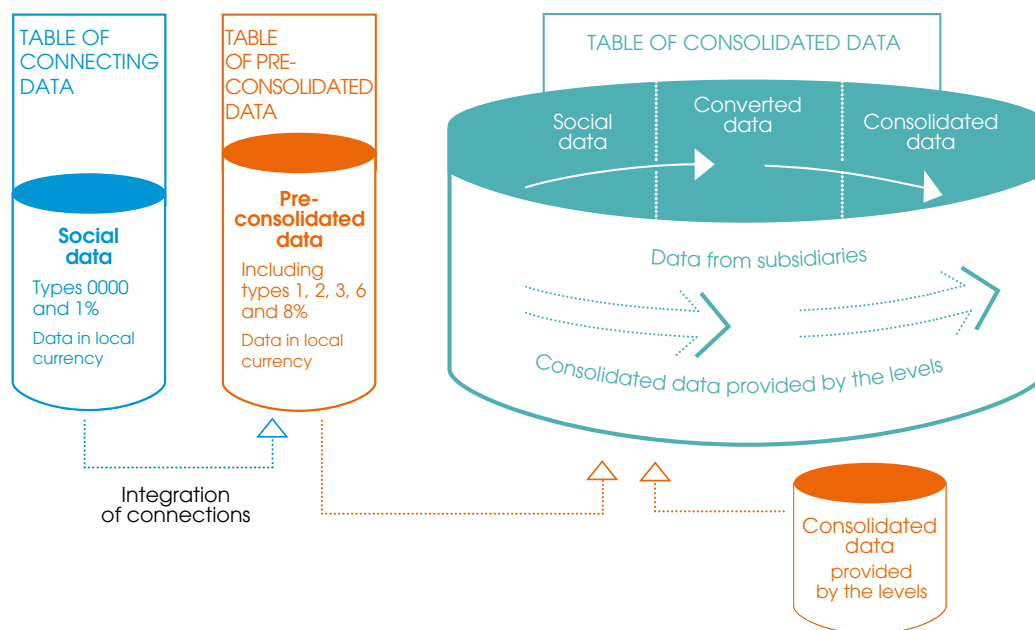 TABLE OF
CONNECTING
DATA
Social
data
Types 0000
and 1%
Data in local
currency
TABLE
OF PRE-
CONSOLIDATED
DATA
Pre-
consolidated
data
Including
types 1, 2, 3, 6
and 8%
Data in local
currency
Integration
of connections
TABLE OF CONSOLIDATED DATA
Social
data
Converted
data
Consolidated
data
Data from subsidiaries
Consolidated data provided by the levels
Consolidated
data
provided
by the levels